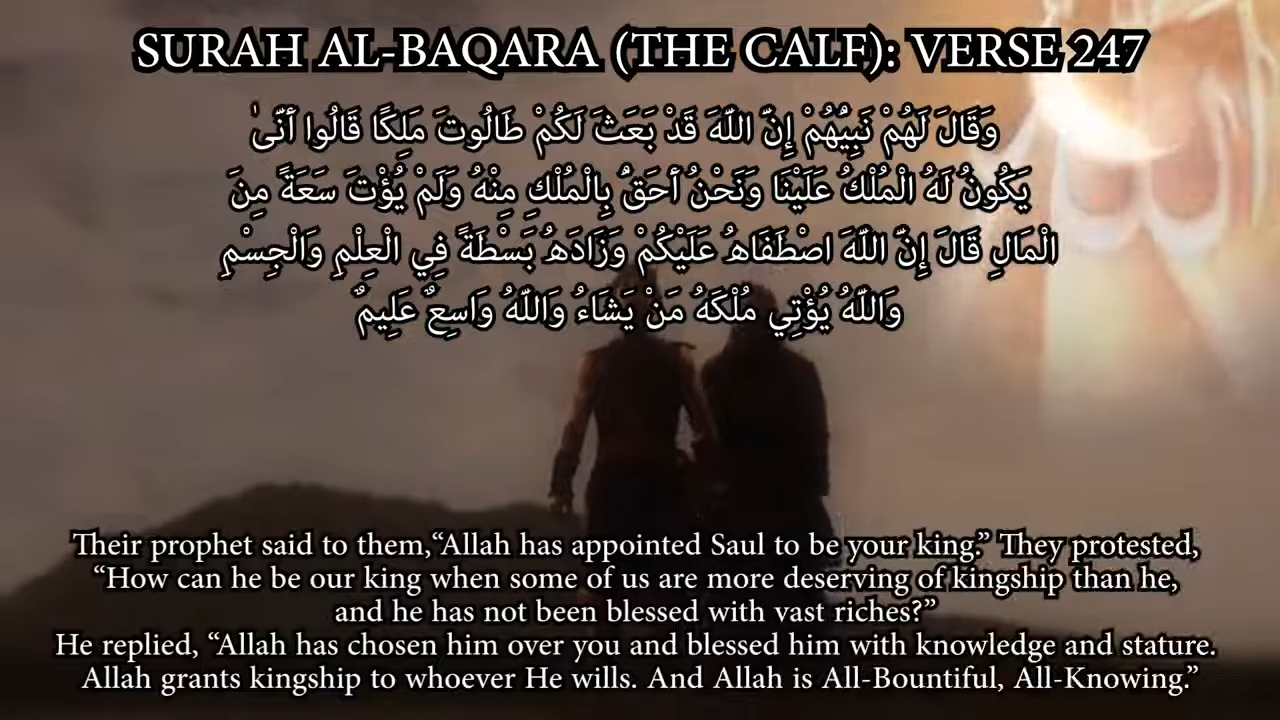 SURAH AL-BAQARA (THE CALF): VERSE 247
وَقَالَ لَهُمْ نَبِيُّهُمْ إِنَّ اللَّهَ قَدْ بَعَثَ لَكُمْ طَالُوتَ مَلِكًا قَالُوا أَنَّىٰ
يَكُونُ لَهُ الْمُلْكُ عَلَيْنَا وَنَحْنُ أَحَقُّ بِالْمُلْكِ مِنْهُ وَلَمْ يُؤْتَ سَعَةً مِنَ
الْمَالِ قَالَ إِنَّ اللَّهَ اصْطَفَاهُ عَلَيْكُمْ وَزَادَهُ بَسْطَةً فِي الْعِلْمِ وَالْجِسْمِ
وَاللَّهُ يُؤْتِي مُلْكَهُ مَنْ يَشَاءُ وَاللَّهُ وَاسِعٌ عَلِيمٌ
Their prophet said to them,“Allah has appointed Saul to be your king.” They protested,
“How can he be our king when some of us are more deserving of kingship than he,
and he has not been blessed with vast riches?”
He replied, “Allah has chosen him over you and blessed him with knowledge and stature.
Allah grants kingship to whoever He wills. And Allah is All-Bountiful, All-Knowing.”